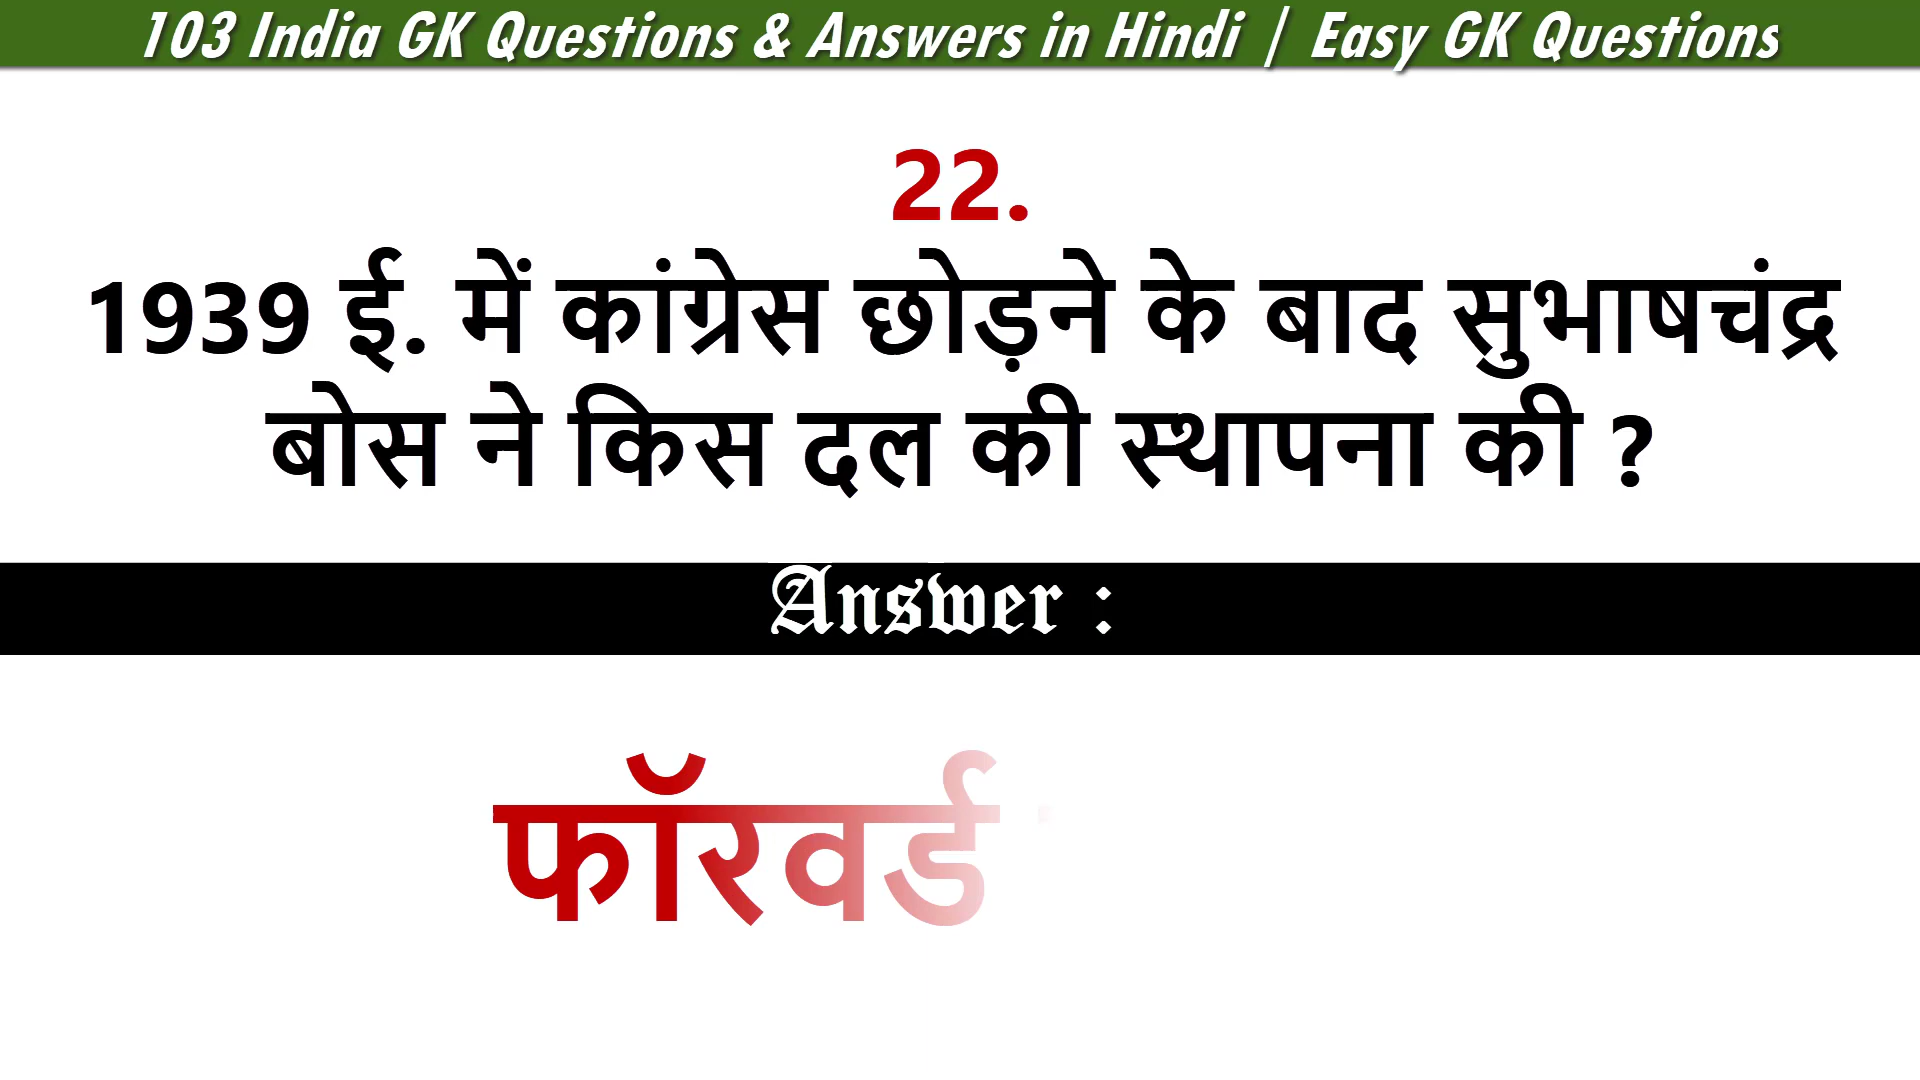 103 India GK Questions & Answers in Hindi | Easy GK Questions
22.
1939 ई. में कांग्रेस छोड़ने के बाद सुभाषचंद्र
बोस ने किस दल की स्थापना की ?
Answer :
फॉरवर्ड